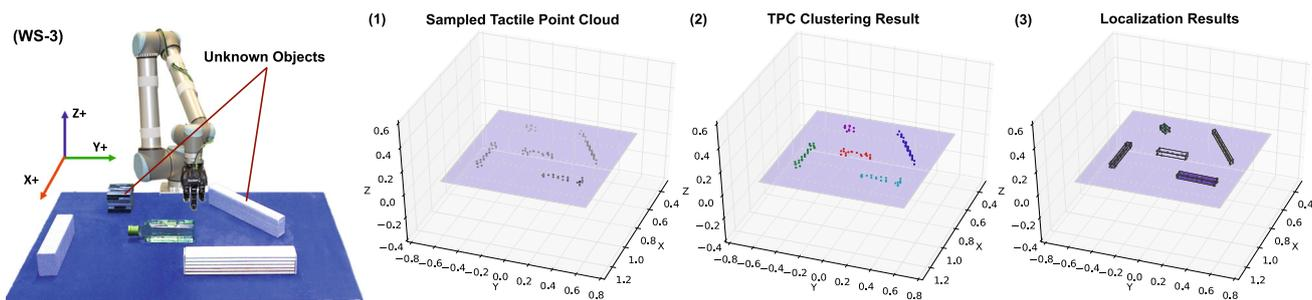 (WS-3)
Unknown Objects
Z+
Y+
X+
(1) Sampled Tactile Point Cloud
0.6
0.4
0.2
0.0
−0.2
−0.4
Z
−0.8−0.6−0.4−0.2 0.0 0.2 0.4 0.6 0.8
Y
0.4
0.6
0.8
1.0
1.2
X
(2) TPC Clustering Result
0.6
0.4
0.2
0.0
−0.2
−0.4
Z
−0.8−0.6−0.4−0.2 0.0 0.2 0.4 0.6 0.8
Y
0.4
0.6
0.8
1.0
1.2
X
(3) Localization Results
0.6
0.4
0.2
0.0
−0.2
−0.4
Z
−0.8−0.6−0.4−0.2 0.0 0.2 0.4 0.6 0.8
Y
0.4
0.6
0.8
1.0
1.2
X